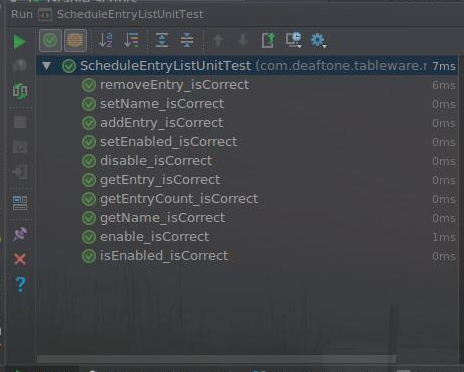 Run ScheduleEntryListUnitTest
ScheduleEntryListUnitTest (com.deaftone.tableware.r 7ms
removeEntry_isCorrect 6ms
setName_isCorrect 0ms
addEntry_isCorrect 0ms
setEnabled_isCorrect 0ms
disable_isCorrect 0ms
getEntry_isCorrect 0ms
getEntryCount_isCorrect 0ms
getName_isCorrect 0ms
enable_isCorrect 1ms
isEnabled_isCorrect 0ms